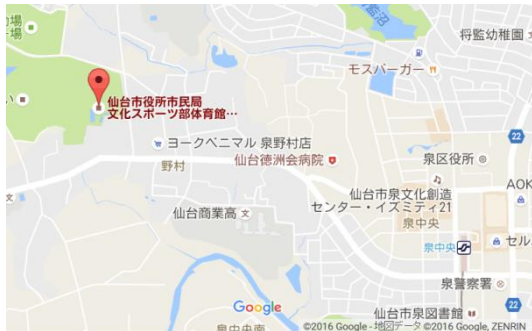 将監幼稚園
モスバーガー
22
仙台市役所市民局
文化スポーツ部体育館…
ヨークベニマル 泉野村店
野村
仙台徳洲会病院
泉区役所
仙台市泉文化創造
センター・イズミティ21
AOK
仙台商業高
文
泉中央
泉中央
セル
泉警察署
22
Google
仙台市泉図書館
泉中央南
©2016 Google - 地図データ ©2016 Google, ZENRIN